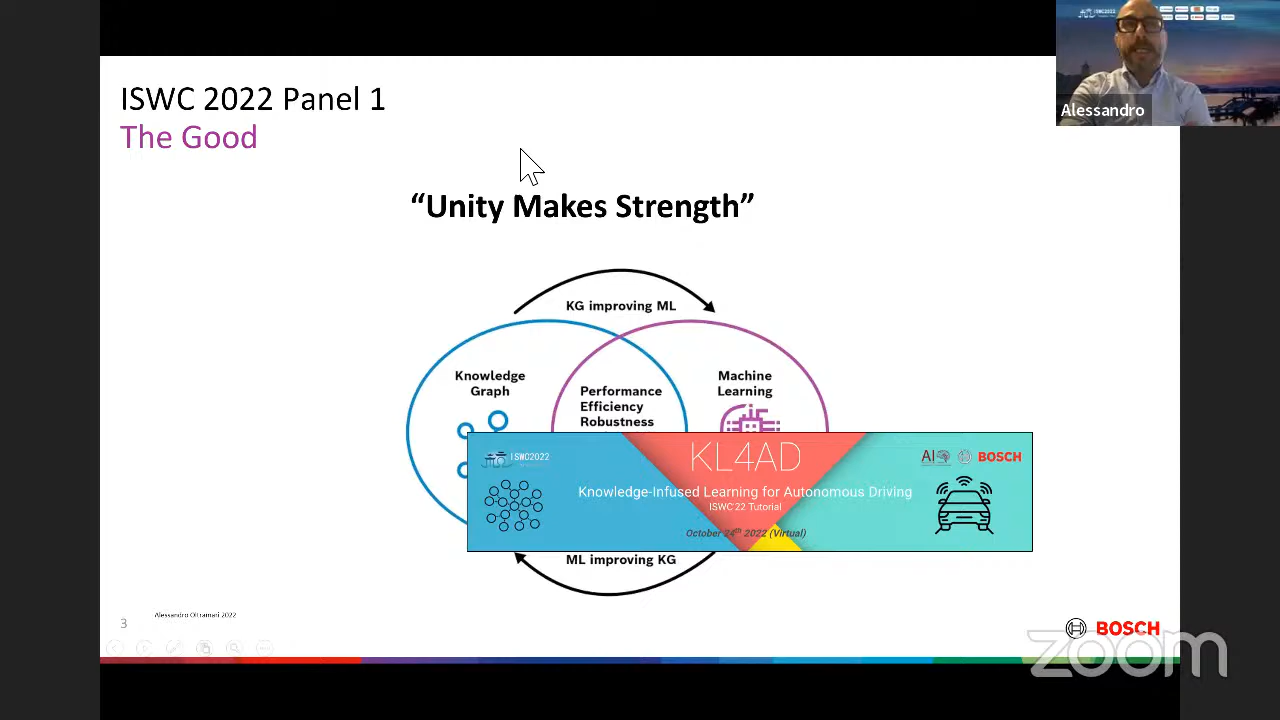 ISWC 2022 Panel 1
The Good
Alessandro
“Unity Makes Strength”
KG improving ML
Knowledge
Graph
Performance
Efficiency
Robustness
Machine
Learning
ISWC2022
KL4AD
AI
BOSCH
Knowledge-Infused Learning for Autonomous Driving
ISWC'22 Tutorial
October 24th 2022 (Virtual)
ML improving KG
3
Alessandro Oltramari 2022
BOSCH
zoom